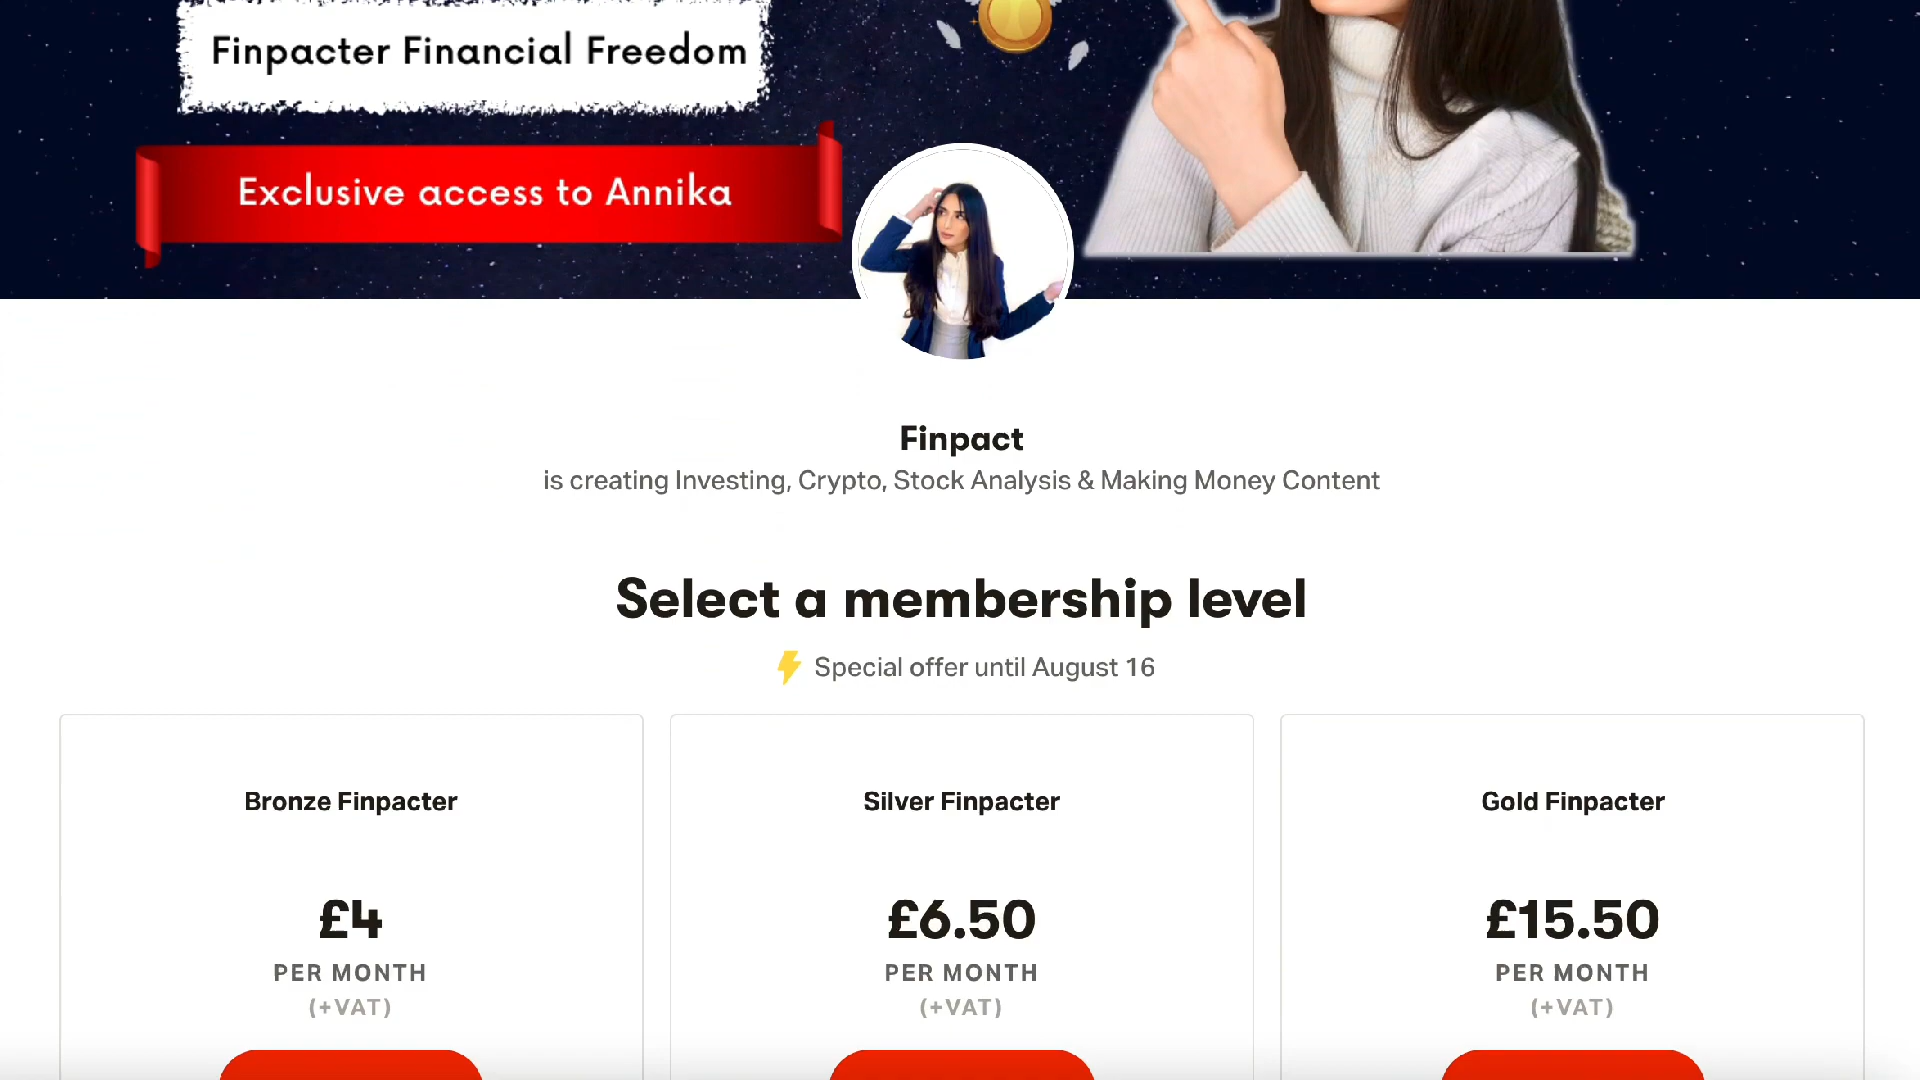 Finpacter Financial Freedom
Exclusive access to Annika
Finpact
is creating Investing, Crypto, Stock Analysis & Making Money Content
Select a membership level
Special offer until August 16
Bronze Finpacter
£4
PER MONTH
(+VAT)
Silver Finpacter
£6.50
PER MONTH
(+VAT)
Gold Finpacter
£15.50
PER MONTH
(+VAT)